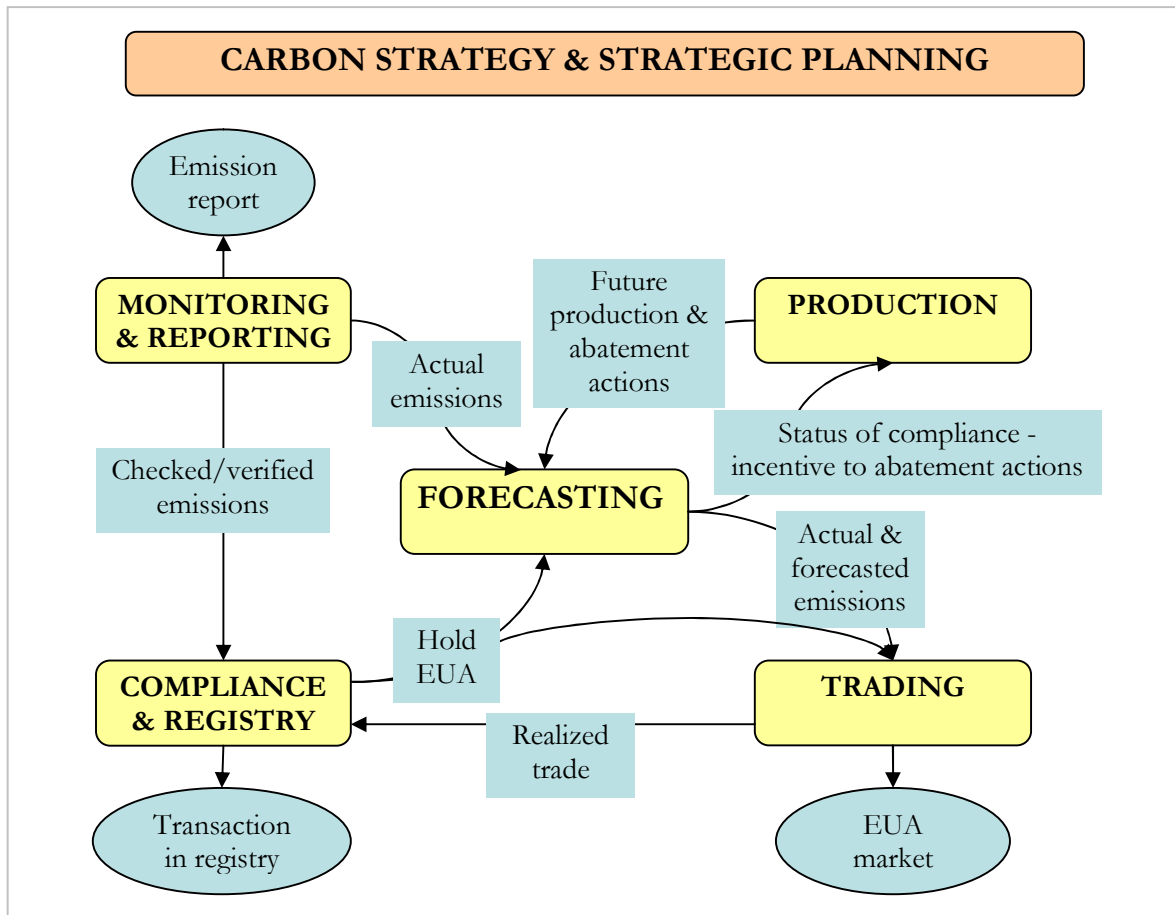 CARBON STRATEGY & STRATEGIC PLANNING
Emission
report
MONITORING
& REPORTING
Future
production &
abatement
actions
PRODUCTION
Actual
emissions
Status of compliance -
incentive to abatement actions
Checked/verified
emissions
FORECASTING
Actual &
forecasted
emissions
Hold
EUA
COMPLIANCE
& REGISTRY
TRADING
Realized
trade
Transaction
in registry
EUA
market